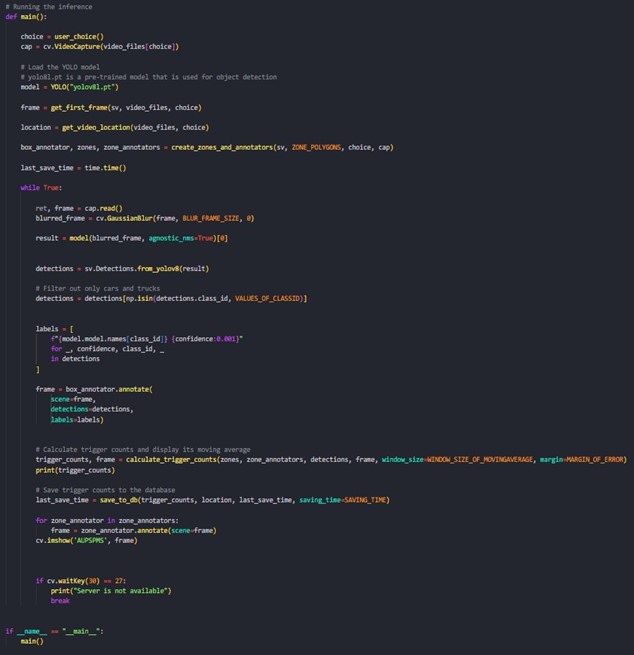 # Running the inference
def main():
choice = user_choice()
cap = cv.VideoCapture(video_files[choice])
# Load the YOLO model
# yolo8l.pt is a pre-trained model that is used for object detection
model = YOLO("yolov8l.pt")
frame = get_first_frame(sv, video_files, choice)
location = get_video_location(video_files, choice)
box_annotator, zones, zone_annotators = create_zones_and_annotators(sv, ZONE_POLYGONS, choice, cap)
last_save_time = time.time()
while True:
ret, frame = cap.read()
blurred_frame = cv.GaussianBlur(frame, BLUR_FRAME_SIZE, 0)
result = model(blurred_frame, agnostic_nms=True)[0]
detections = sv.Detections.from_yolov8(result)
# Filter out only cars and trucks
detections = detections[np.isin(detections.class_id, VALUES_OF_CLASSID)]
labels = [
f"{model.model.names[class_id]} {confidence:0.001}"
for _, confidence, class_id, _
in detections
]
frame = box_annotator.annotate(
scene=frame,
detections=detections,
labels=labels)
# Calculate trigger counts and display its moving average
trigger_counts, frame = calculate_trigger_counts(zones, zone_annotators, detections, frame, window_size=WINDOW_SIZE_OF_MOVINGAVERAGE, margin=MARGIN_OF_ERROR)
print(trigger_counts)
# Save trigger counts to the database
last_save_time = save_to_db(trigger_counts, location, last_save_time, saving_time=SAVING_TIME)
for zone_annotator in zone_annotators:
frame = zone_annotator.annotate(scene=frame)
cv.imshow('AUPSPMS', frame)
if cv.waitKey(30) == 27:
print("Server is not available")
break
if __name__ == "__main__":
main()